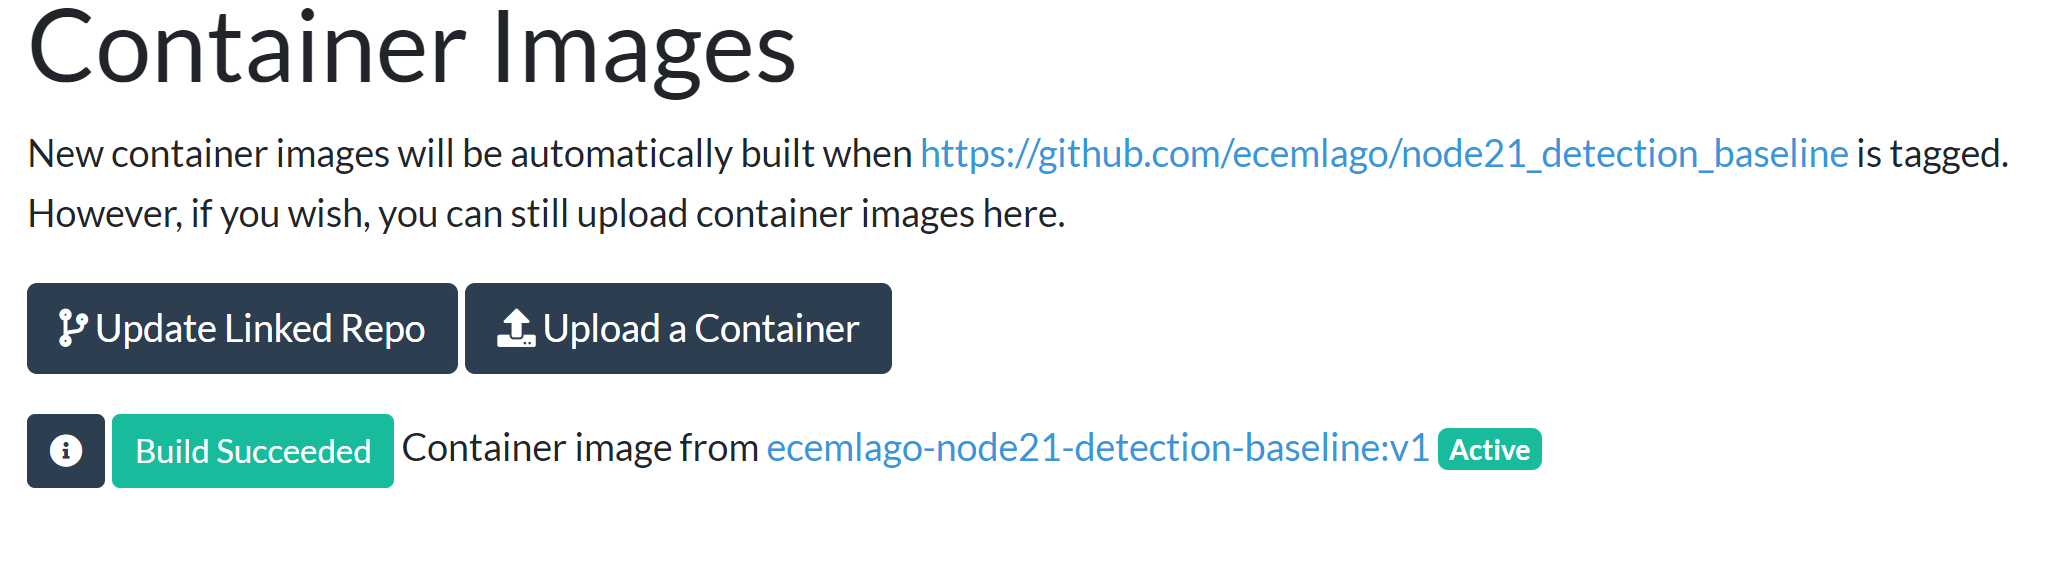 Container Images
New container images will be automatically built when https://github.com/ecemlago/node21_detection_baseline is tagged.
However, if you wish, you can still upload container images here.
Update Linked Repo Upload a Container
Build Succeeded Container image from ecemlago-node21-detection-baseline:v1 Active